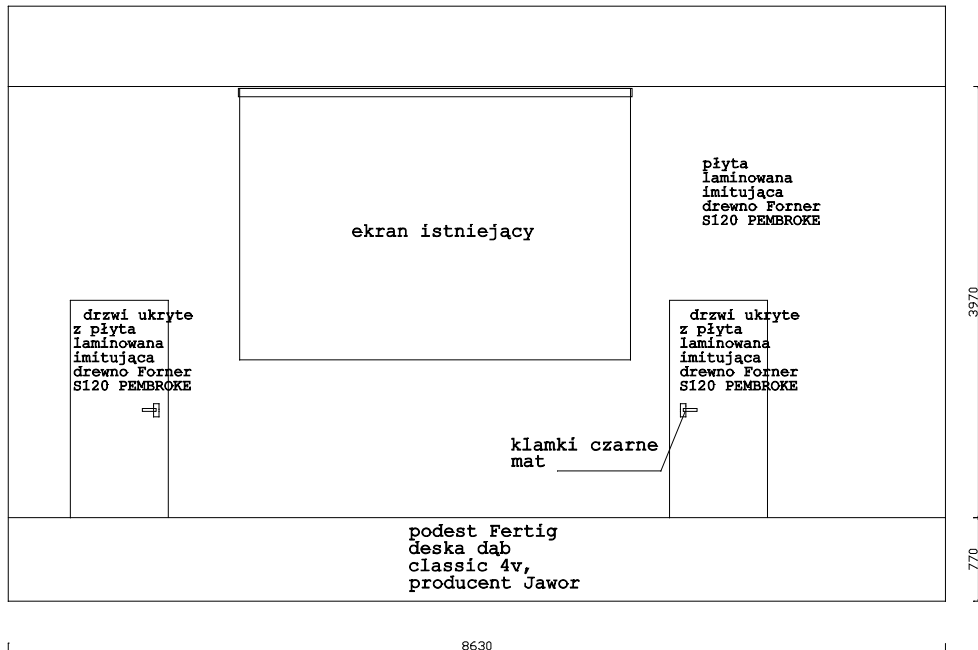 płyta
laminowana
imitująca
drewno Forner
S120 PEMBROKE
ekran istniejący
3970
drzwi ukryte
z płyta
laminowana
imitująca
drewno Forner
S120 PEMBROKE
drzwi ukryte
z płyta
laminowana
imitująca
drewno Forner
S120 PEMBROKE
klamki czarne
mat
podest Fertig
deska dąb
classic 4v,
producent Jawor
770
8630